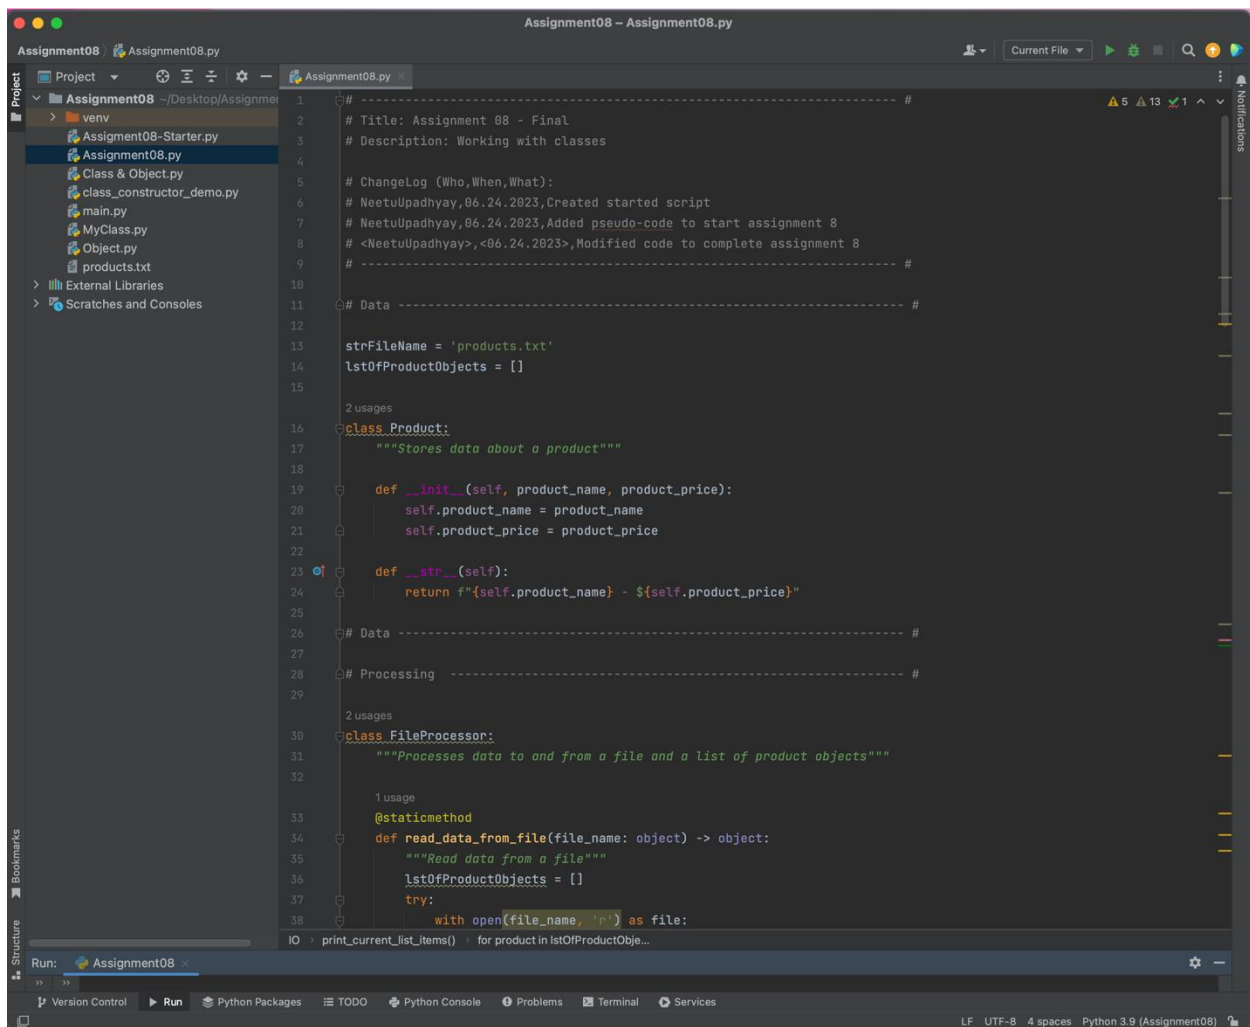 Assignment08 – Assignment08.py
Assignment08 〉 Assignment08.py
Current File
Project
Assignment08.py
Project
Assignment08 ~/Desktop/Assignmen
venv
Assigment08-Starter.py
Assignment08.py
Class & Object.py
class_constructor_demo.py
main.py
MyClass.py
Object.py
products.txt
External Libraries
Scratches and Consoles
5 13 1
Notifications
1 # ------------------------------------------------------------------------- #
2 # Title: Assignment 08 - Final
3 # Description: Working with classes
4
5 # ChangeLog (Who,When,What):
6 # NeetuUpadhyay,06.24.2023,Created started script
7 # NeetuUpadhyay,06.24.2023,Added pseudo-code to start assignment 8
8 # <NeetuUpadhyay>,<06.24.2023>,Modified code to complete assignment 8
9 # ------------------------------------------------------------------------- #
10
11 # Data -------------------------------------------------------------------- #
12
13 strFileName = 'products.txt'
14 lstOfProductObjects = []
15
2 usages
16 class Product:
17 """Stores data about a product"""
18
19 def __init__(self, product_name, product_price):
20 self.product_name = product_name
21 self.product_price = product_price
22
23 def __str__(self):
24 return f"{self.product_name} - ${self.product_price}"
25
26 # Data -------------------------------------------------------------------- #
27
28 # Processing ------------------------------------------------------------- #
29
2 usages
30 class FileProcessor:
31 """Processes data to and from a file and a list of product objects"""
32
1 usage
33 @staticmethod
34 def read_data_from_file(file_name: object) -> object:
35 """Read data from a file"""
36 lstOfProductObjects = []
37 try:
38 with open(file_name, 'r') as file:
Bookmarks
Structure
IO › print_current_list_items() › for product in lstOfProductObje...
Run: Assignment08
Version Control Run Python Packages TODO Python Console Problems Terminal Services
LF UTF-8 4 spaces Python 3.9 (Assignment08)